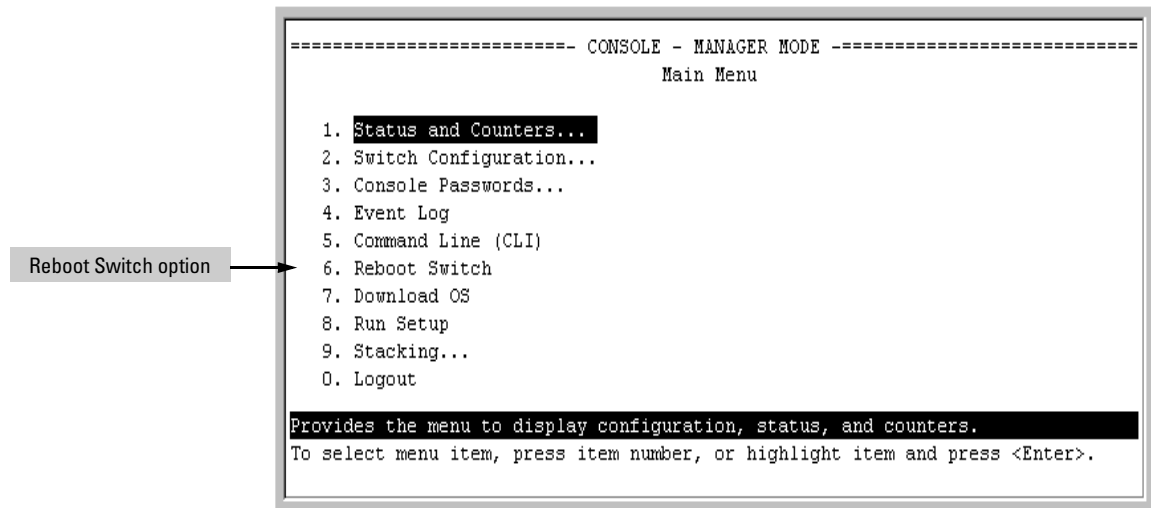 ===========================- CONSOLE - MANAGER MODE -============================
Main Menu
1. Status and Counters...
2. Switch Configuration...
3. Console Passwords...
4. Event Log
5. Command Line (CLI)
Reboot Switch option
6. Reboot Switch
7. Download OS
8. Run Setup
9. Stacking...
0. Logout
Provides the menu to display configuration, status, and counters.
To select menu item, press item number, or highlight item and press <Enter>.